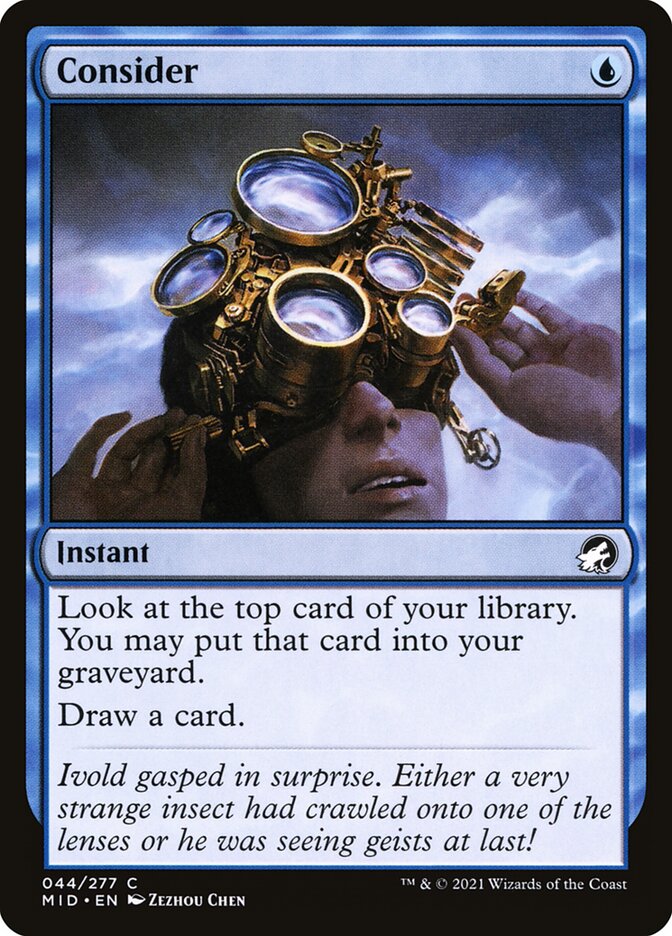 Consider
Instant
Look at the top card of your library.
You may put that card into your
graveyard.
Draw a card.
Ivold gasped in surprise. Either a very
strange insect had crawled onto one of the
lenses or he was seeing geists at last!
044/277 C
MID • EN Zezhou Chen
™ & © 2021 Wizards of the Coast